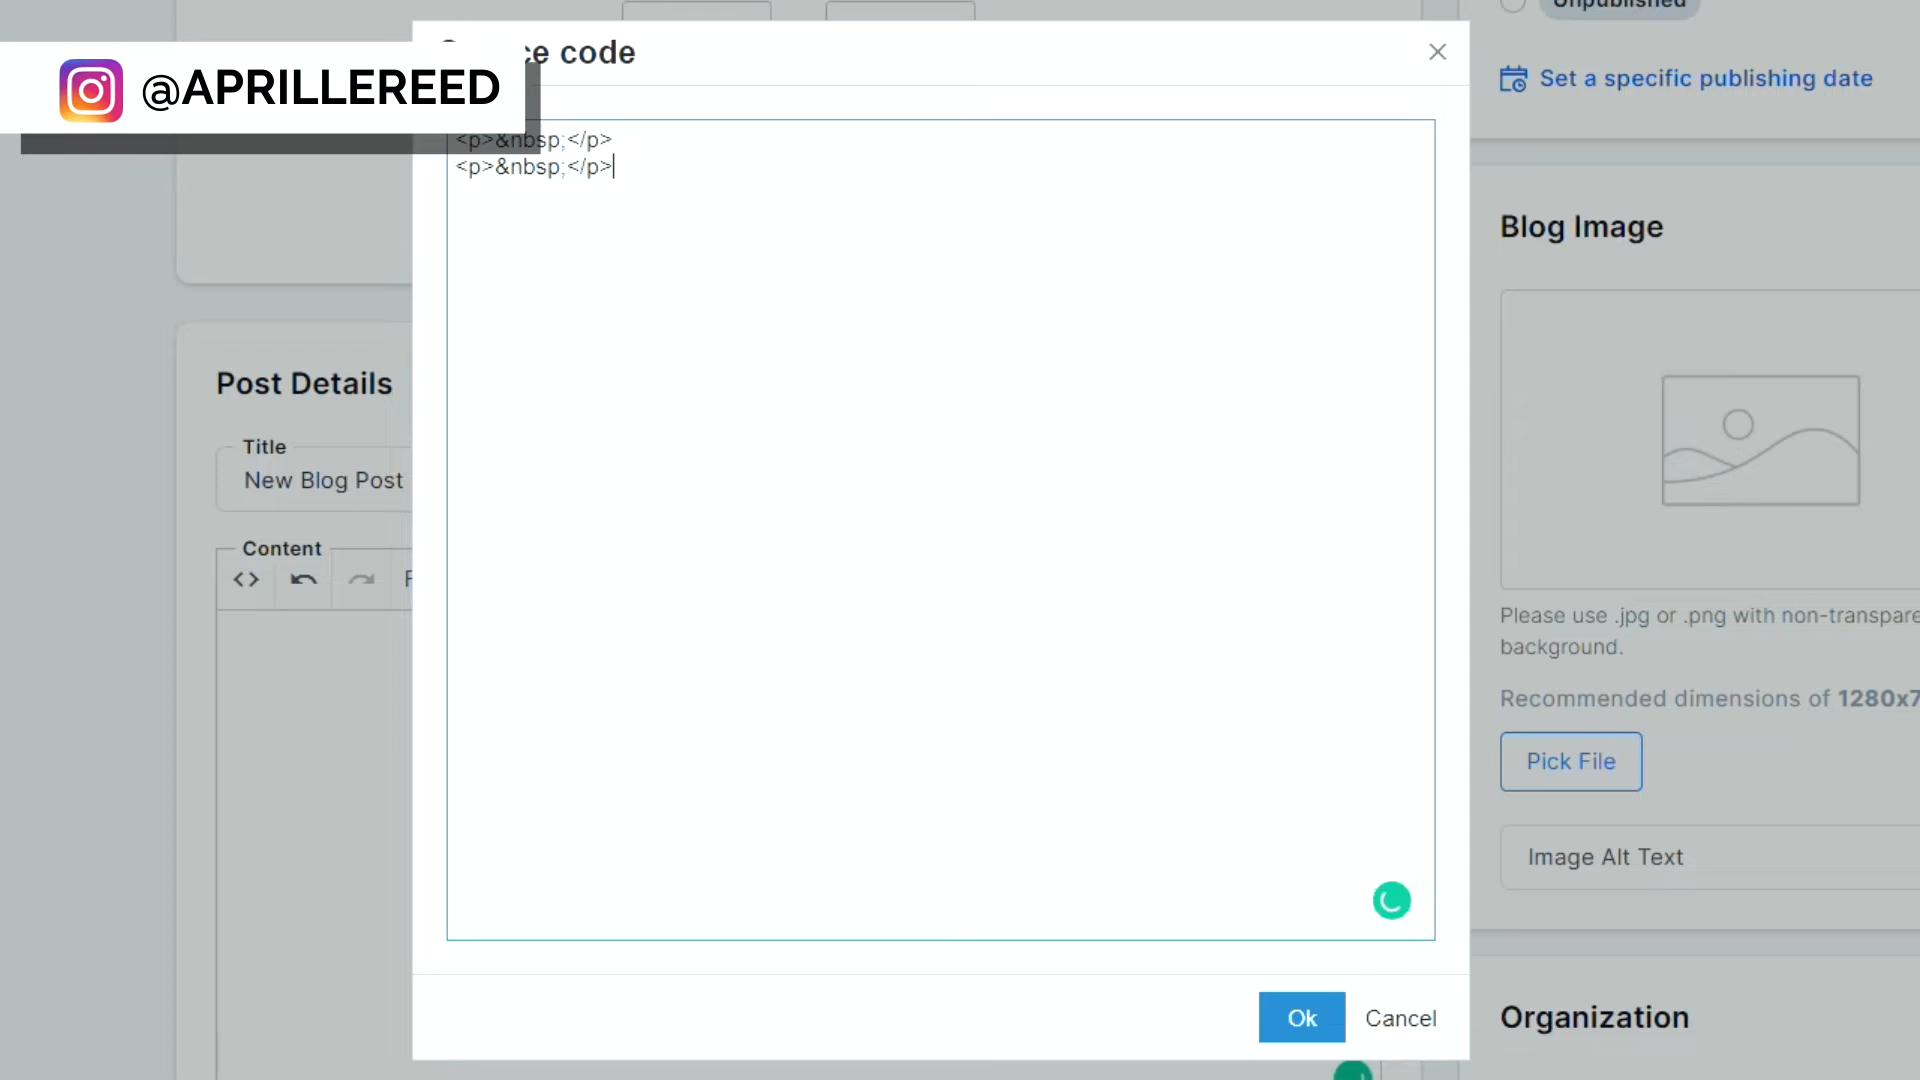 Unpublished
@APRILLEREED
ce code
Set a specific publishing date
<p>&nbsp;</p>
<p>&nbsp;</p>
Blog Image
Post Details
Title
New Blog Post
Content
Please use .jpg or .png with non-transpare
background.
Recommended dimensions of 1280x7
Pick File
Image Alt Text
Ok
Cancel
Organization